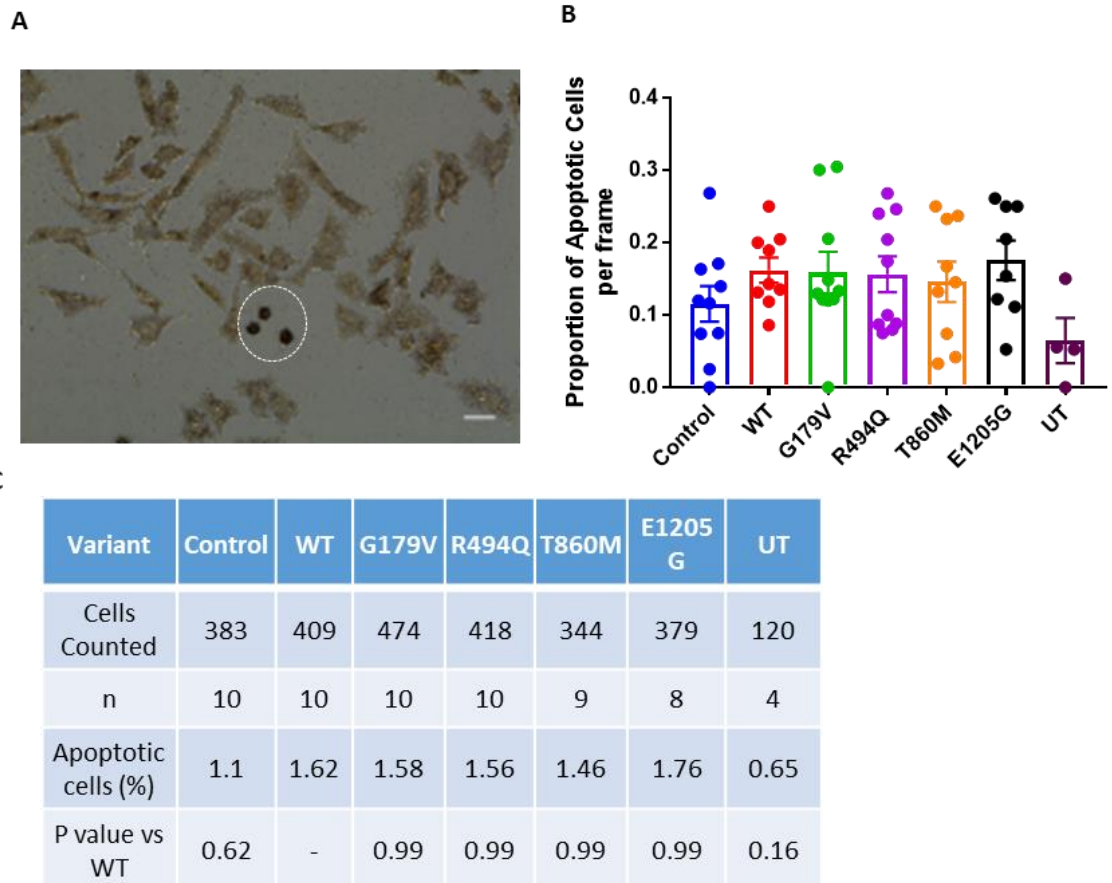 A
B
Proportion of Apoptotic Cells
per frame
0.4
0.3
0.2
0.1
0.0
Control
WT
G179V
R494Q
T860M
E1205G
UT
Variant Control WT G179V R494Q T860M E1205 G UT
Cells Counted 383 409 474 418 344 379 120
n 10 10 10 10 9 8 4
Apoptotic cells (%) 1.1 1.62 1.58 1.56 1.46 1.76 0.65
P value vs WT 0.62 - 0.99 0.99 0.99 0.99 0.16